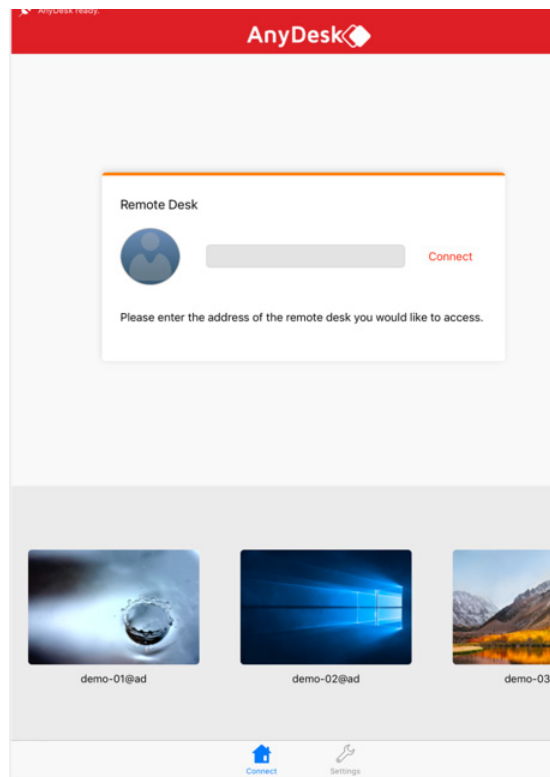 AnyDesk ready.
AnyDesk
Remote Desk
Connect
Please enter the address of the remote desk you would like to access.
demo-01@ad
demo-02@ad
demo-03
Connect
Settings